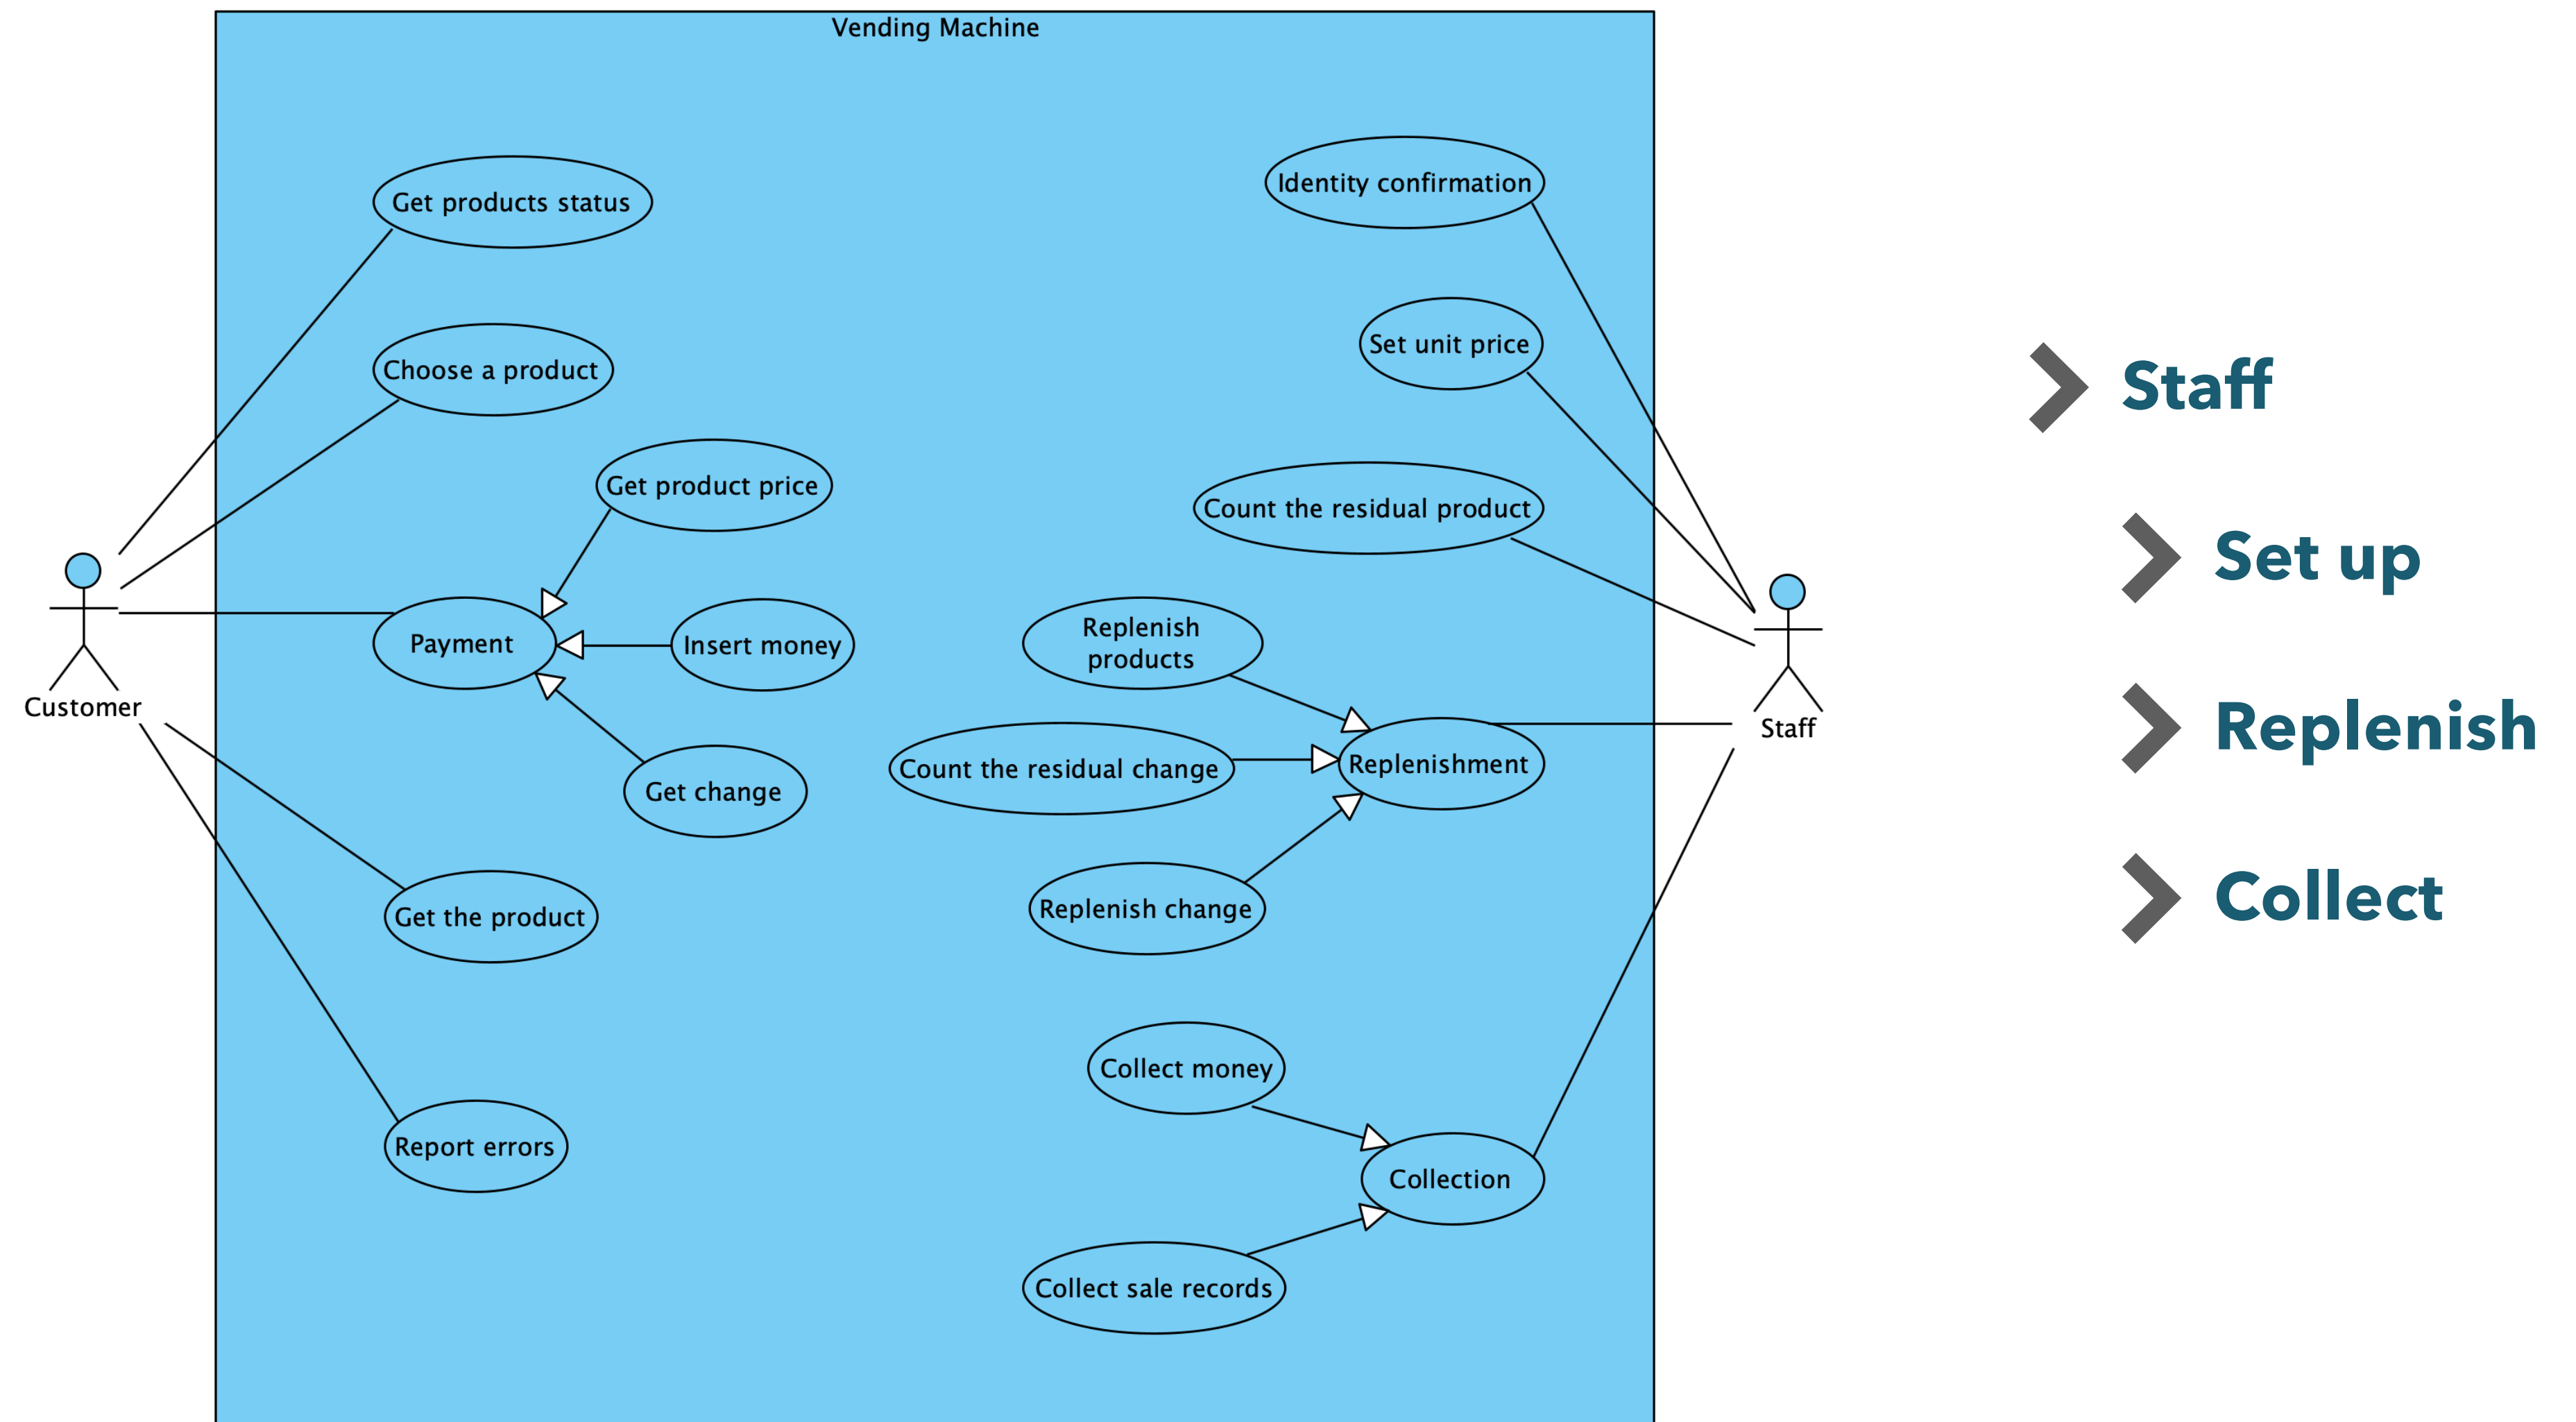 Vending Machine
Get products status
Choose a product
Get product price
Payment
Insert money
Get change
Customer
Get the product
Report errors
Identity confirmation
Set unit price
Count the residual product
Replenish
products
Count the residual change
Replenishment
Replenish change
Staff
Collect money
Collection
Collect sale records
Staff
Set up
Replenish
Collect